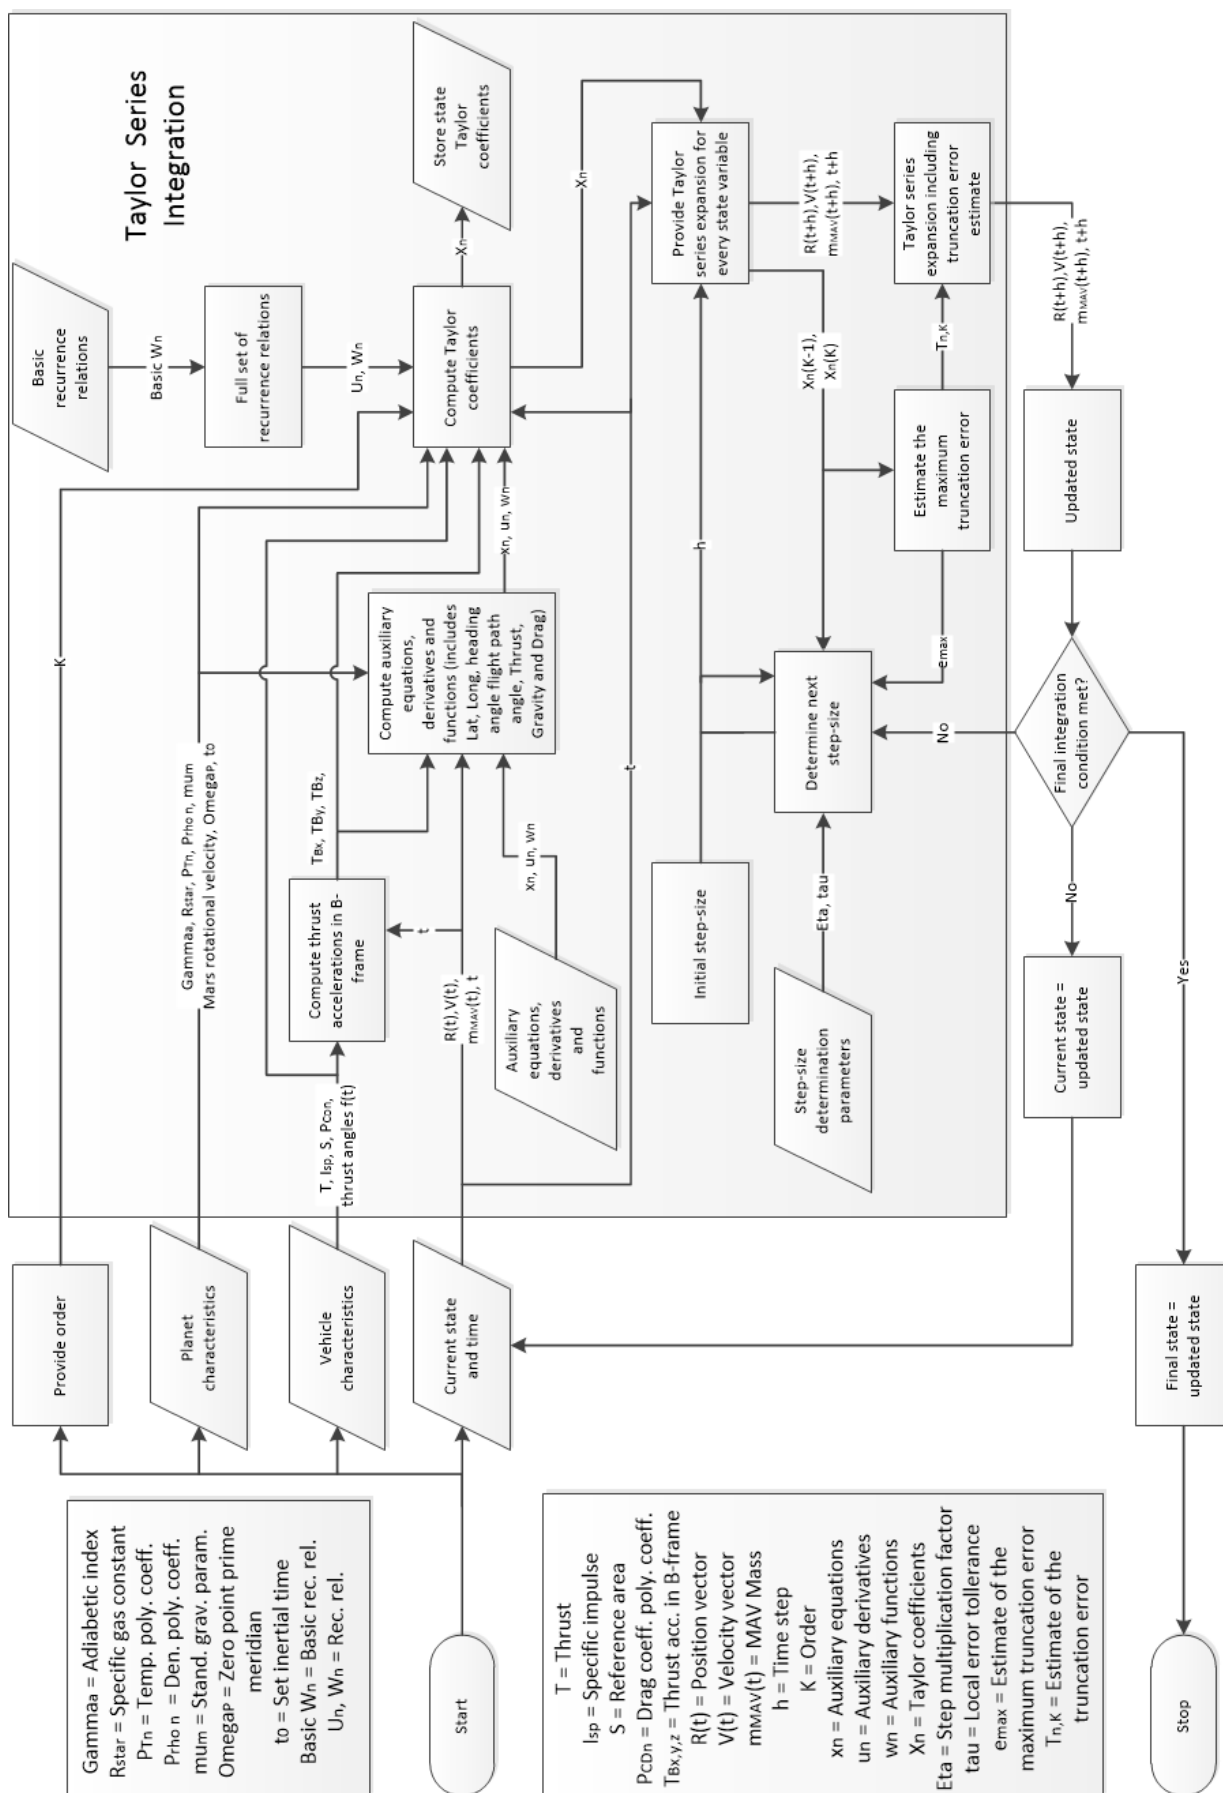 Taylor Series
Integration
Gammaa = Adiabetic index
Rstar = Specific gas constant
PTn = Temp. poly. coeff.
Prho n = Den. poly. coeff.
mum = Stand. grav. param.
OmegaP = Zero point prime
meridian
to = Set inertial time
Basic Wn = Basic rec. rel.
Un, Wn = Rec. rel.
Start
T = Thrust
Isp = Specific impulse
S = Reference area
PCDn = Drag coeff. poly. coeff.
TBx,y,z = Thrust acc. in B-frame
R(t) = Position vector
V(t) = Velocity vector
mMAV(t) = MAV Mass
h = Time step
K = Order
xn = Auxiliary equations
un = Auxiliary derivatives
wn = Auxiliary functions
Xn = Taylor coefficients
Eta = Step multiplication factor
tau = Local error tollerance
emax = Estimate of the
maximum truncation error
Tn,K = Estimate of the
truncation error
Stop
Provide order
Planet
characteristics
Vehicle
characteristics
Current state
and time
Final state =
updated state
K
Gammaa, Rstar, PTn, Prho n, mum
Mars rotational velocity, OmegaP, to
T, Isp, S, PCDn,
thrust angles f(t)
R(t),V(t),
mMAV(t), t
t
Compute thrust
accelerations in B-
frame
TBx, TBy, TBz,
Auxiliary
equations,
derivatives
and
functions
xn, un, wn
Compute auxiliary
equations,
derivatives and
functions (includes
Lat, Long, heading
angle flight path
angle, Thrust,
Gravity and Drag)
xn, un, wn
Basic
recurrence
relations
Basic Wn
Full set of
recurrence relations
Un, Wn
Compute Taylor
coefficients
Xn
Store state
Taylor
coefficients
Xn
t
Initial step-size
h
Step-size
determination
parameters
Eta, tau
Determine next
step-size
Provide Taylor
series expansion for
every state variable
R(t+h),V(t+h),
mMAV(t+h), t+h
Xn(K-1),
Xn(K)
Estimate the
maximum
truncation error
emax
Tn,K
Taylor series
expansion including
truncation error
estimate
R(t+h),V(t+h),
mMAV(t+h), t+h
Updated state
Final integration
condition met?
No
No
Yes
Current state =
updated state